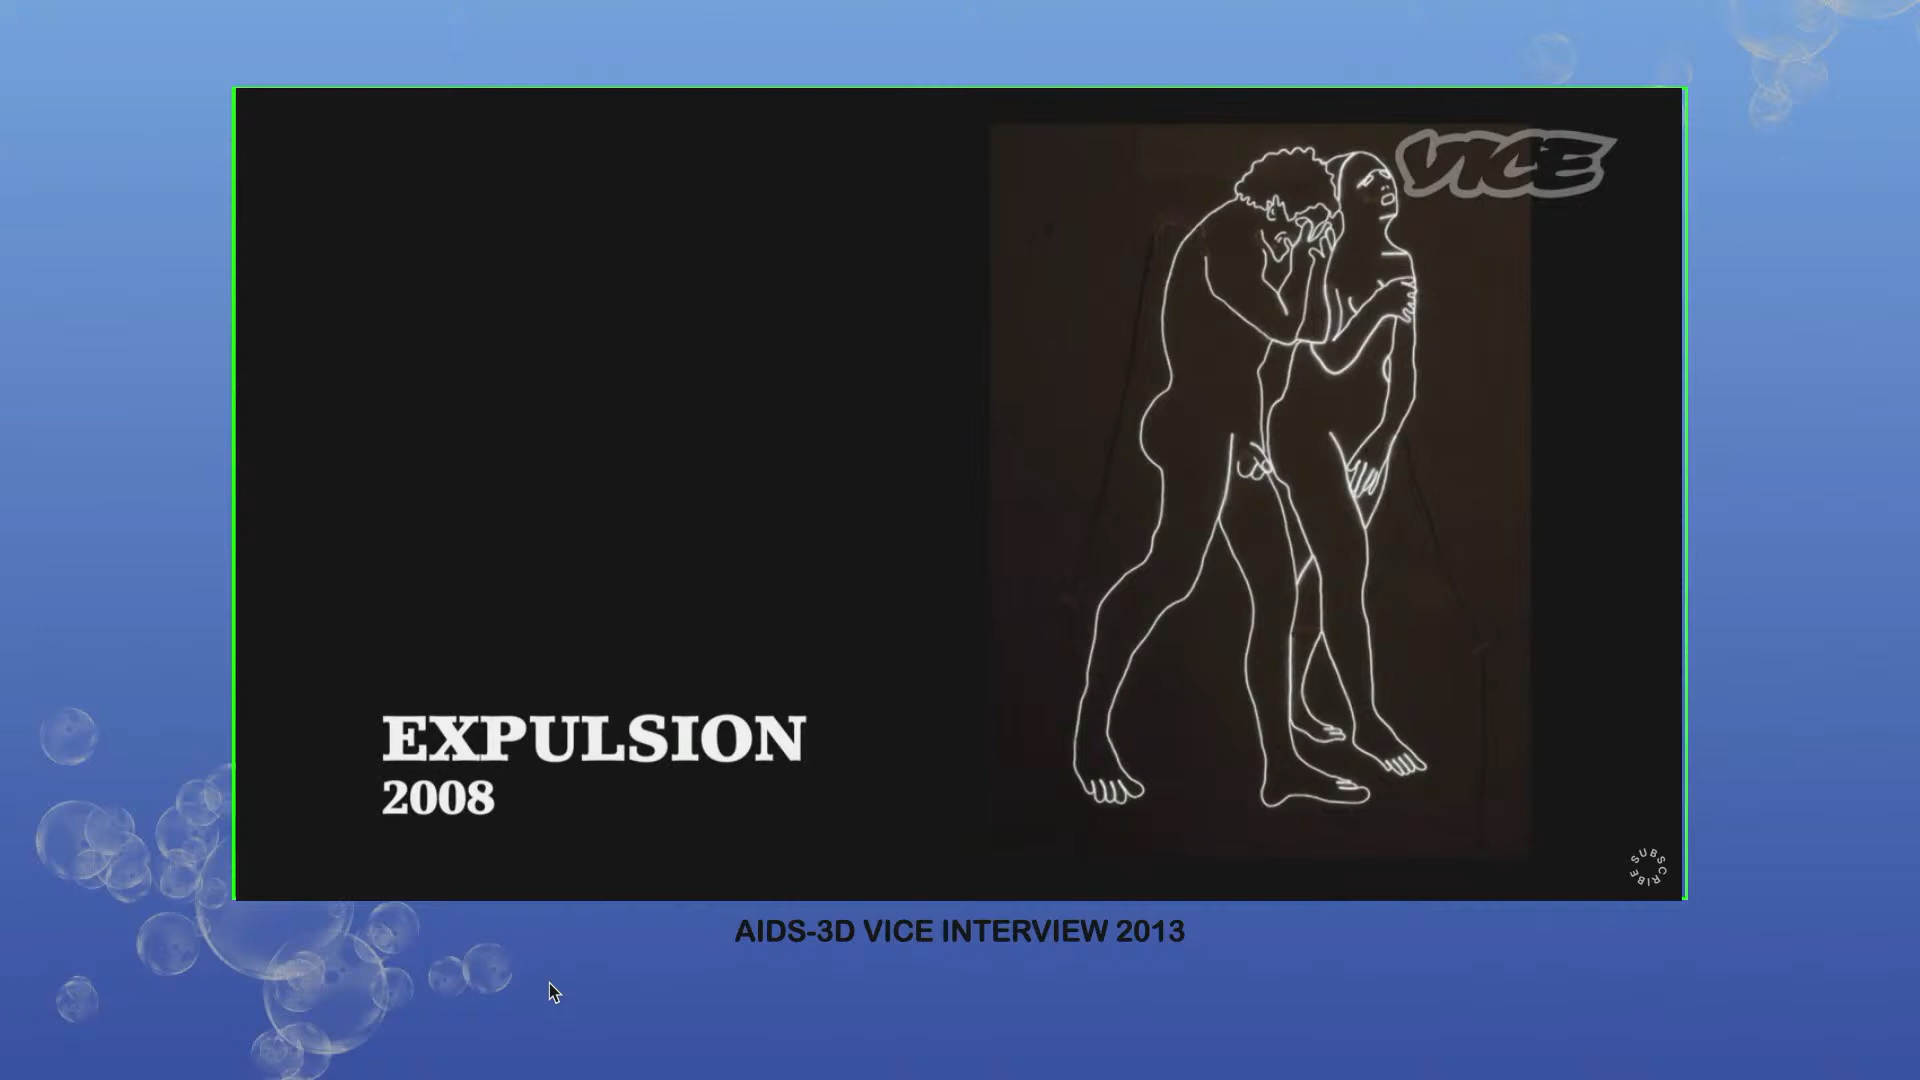 VICE
EXPULSION
2008
SUBSCRIBE
AIDS-3D VICE INTERVIEW 2013